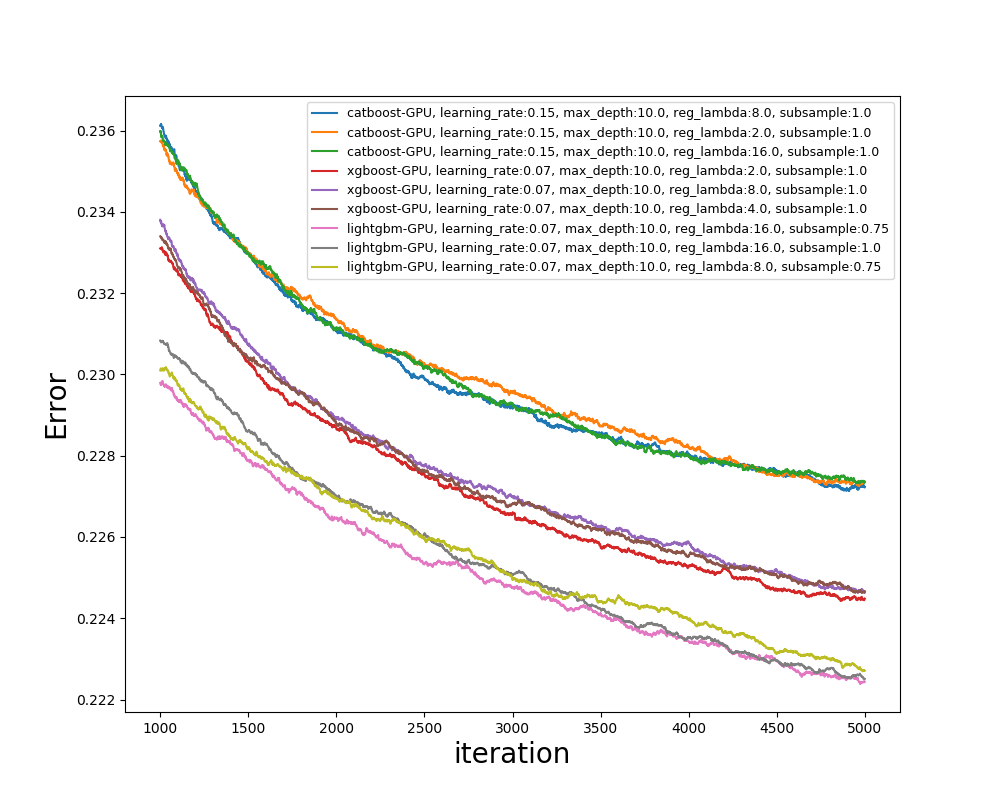 catboost-GPU, learning_rate:0.15, max_depth:10.0, reg_lambda:8.0, subsample:1.0
catboost-GPU, learning_rate:0.15, max_depth:10.0, reg_lambda:2.0, subsample:1.0
catboost-GPU, learning_rate:0.15, max_depth:10.0, reg_lambda:16.0, subsample:1.0
xgboost-GPU, learning_rate:0.07, max_depth:10.0, reg_lambda:2.0, subsample:1.0
xgboost-GPU, learning_rate:0.07, max_depth:10.0, reg_lambda:8.0, subsample:1.0
xgboost-GPU, learning_rate:0.07, max_depth:10.0, reg_lambda:4.0, subsample:1.0
lightgbm-GPU, learning_rate:0.07, max_depth:10.0, reg_lambda:16.0, subsample:0.75
lightgbm-GPU, learning_rate:0.07, max_depth:10.0, reg_lambda:16.0, subsample:1.0
lightgbm-GPU, learning_rate:0.07, max_depth:10.0, reg_lambda:8.0, subsample:0.75
Error
0.236
0.234
0.232
0.230
0.228
0.226
0.224
0.222
1000 1500 2000 2500 3000 3500 4000 4500 5000
iteration